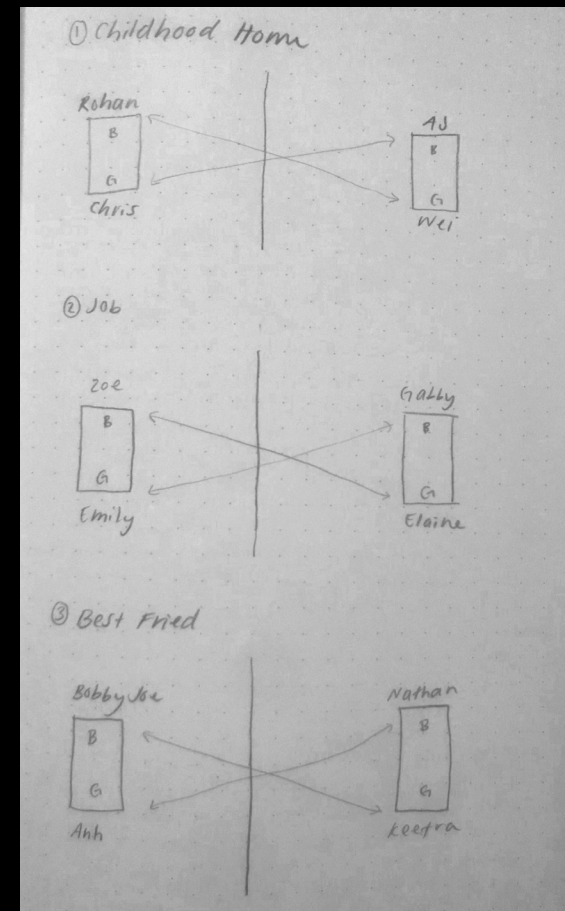 ① Childhood Home
Rohan
AJ
B
B
G
G
Chris
Wei
② Job
Zoe
Gabby
B
B
G
G
Emily
Elaine
③ Best Fried
Bobby Joe
Nathan
B
B
G
G
Anh